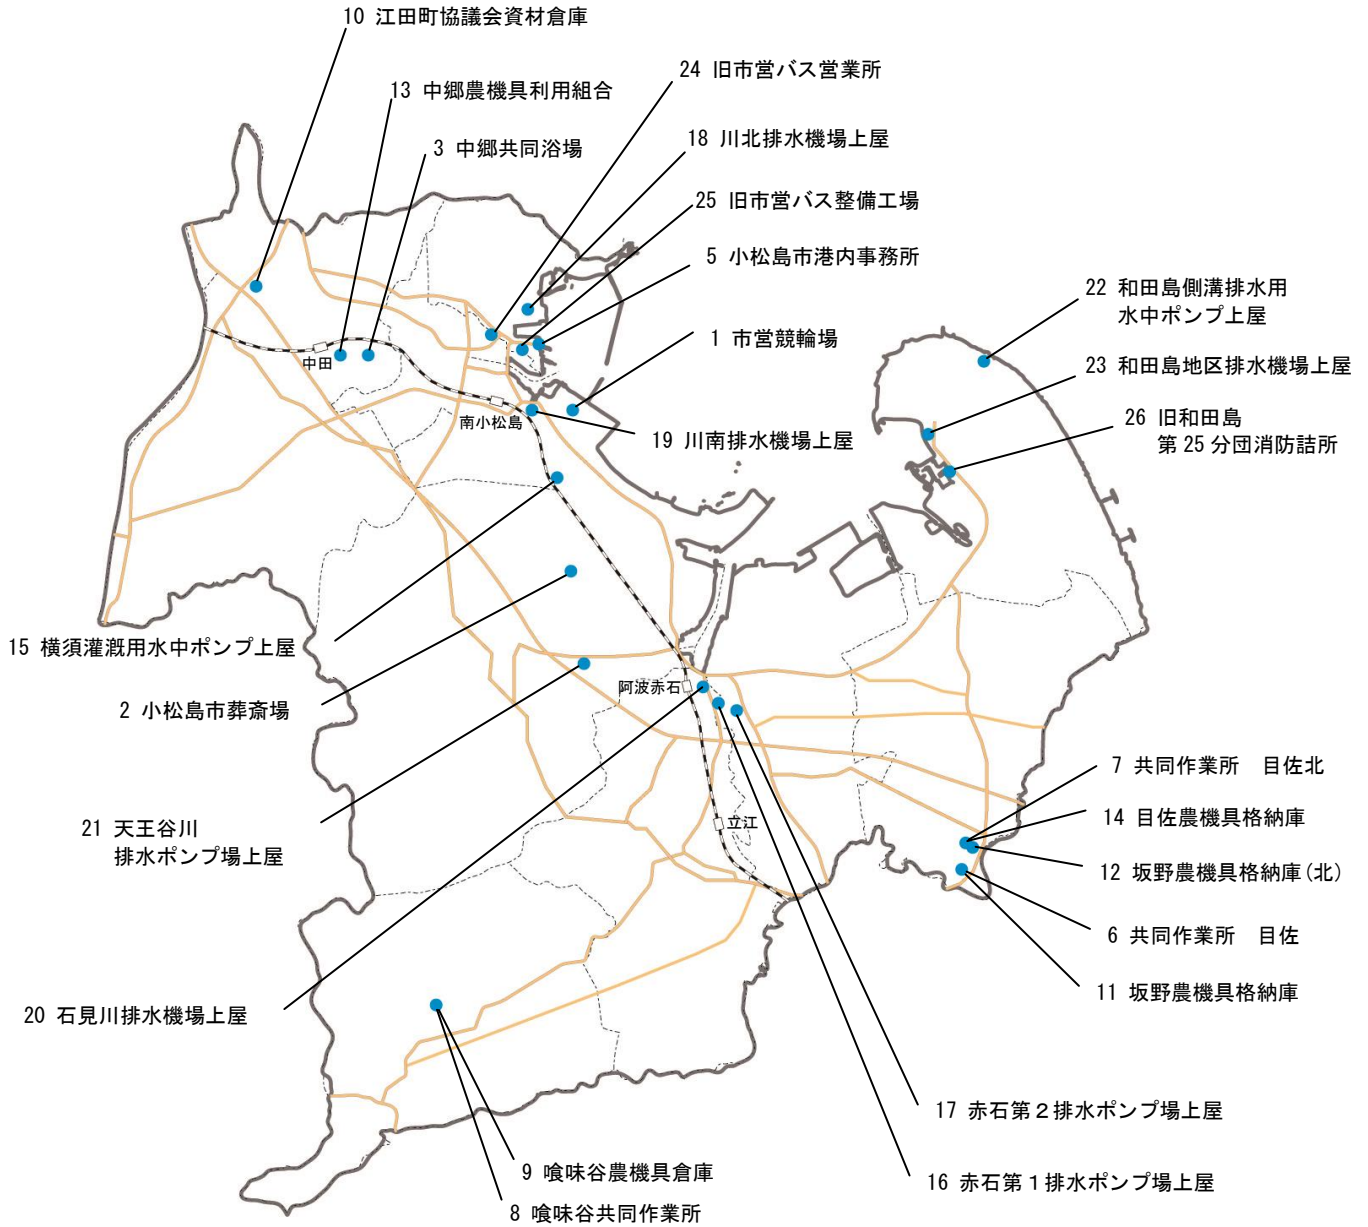 10 江田町協議会資材倉庫
24 旧市営バス営業所
13 中郷農機具利用組合
18 川北排水機場上屋
3 中郷共同浴場
25 旧市営バス整備工場
5 小松島市港内事務所
22 和田島側溝排水用
水中ポンプ上屋
1 市営競輪場
中田
23 和田島地区排水機場上屋
南小松島
26 旧和田島
第25分団消防詰所
19 川南排水機場上屋
15 横須灌漑用水中ポンプ上屋
阿波赤石
2 小松島市葬斎場
7 共同作業所　目佐北
14 目佐農機具格納庫
21 天王谷川
排水ポンプ場上屋
立江
12 坂野農機具格納庫(北)
6 共同作業所　目佐
11 坂野農機具格納庫
20 石見川排水機場上屋
17 赤石第２排水ポンプ場上屋
9 喰味谷農機具倉庫
16 赤石第１排水ポンプ場上屋
8 喰味谷共同作業所